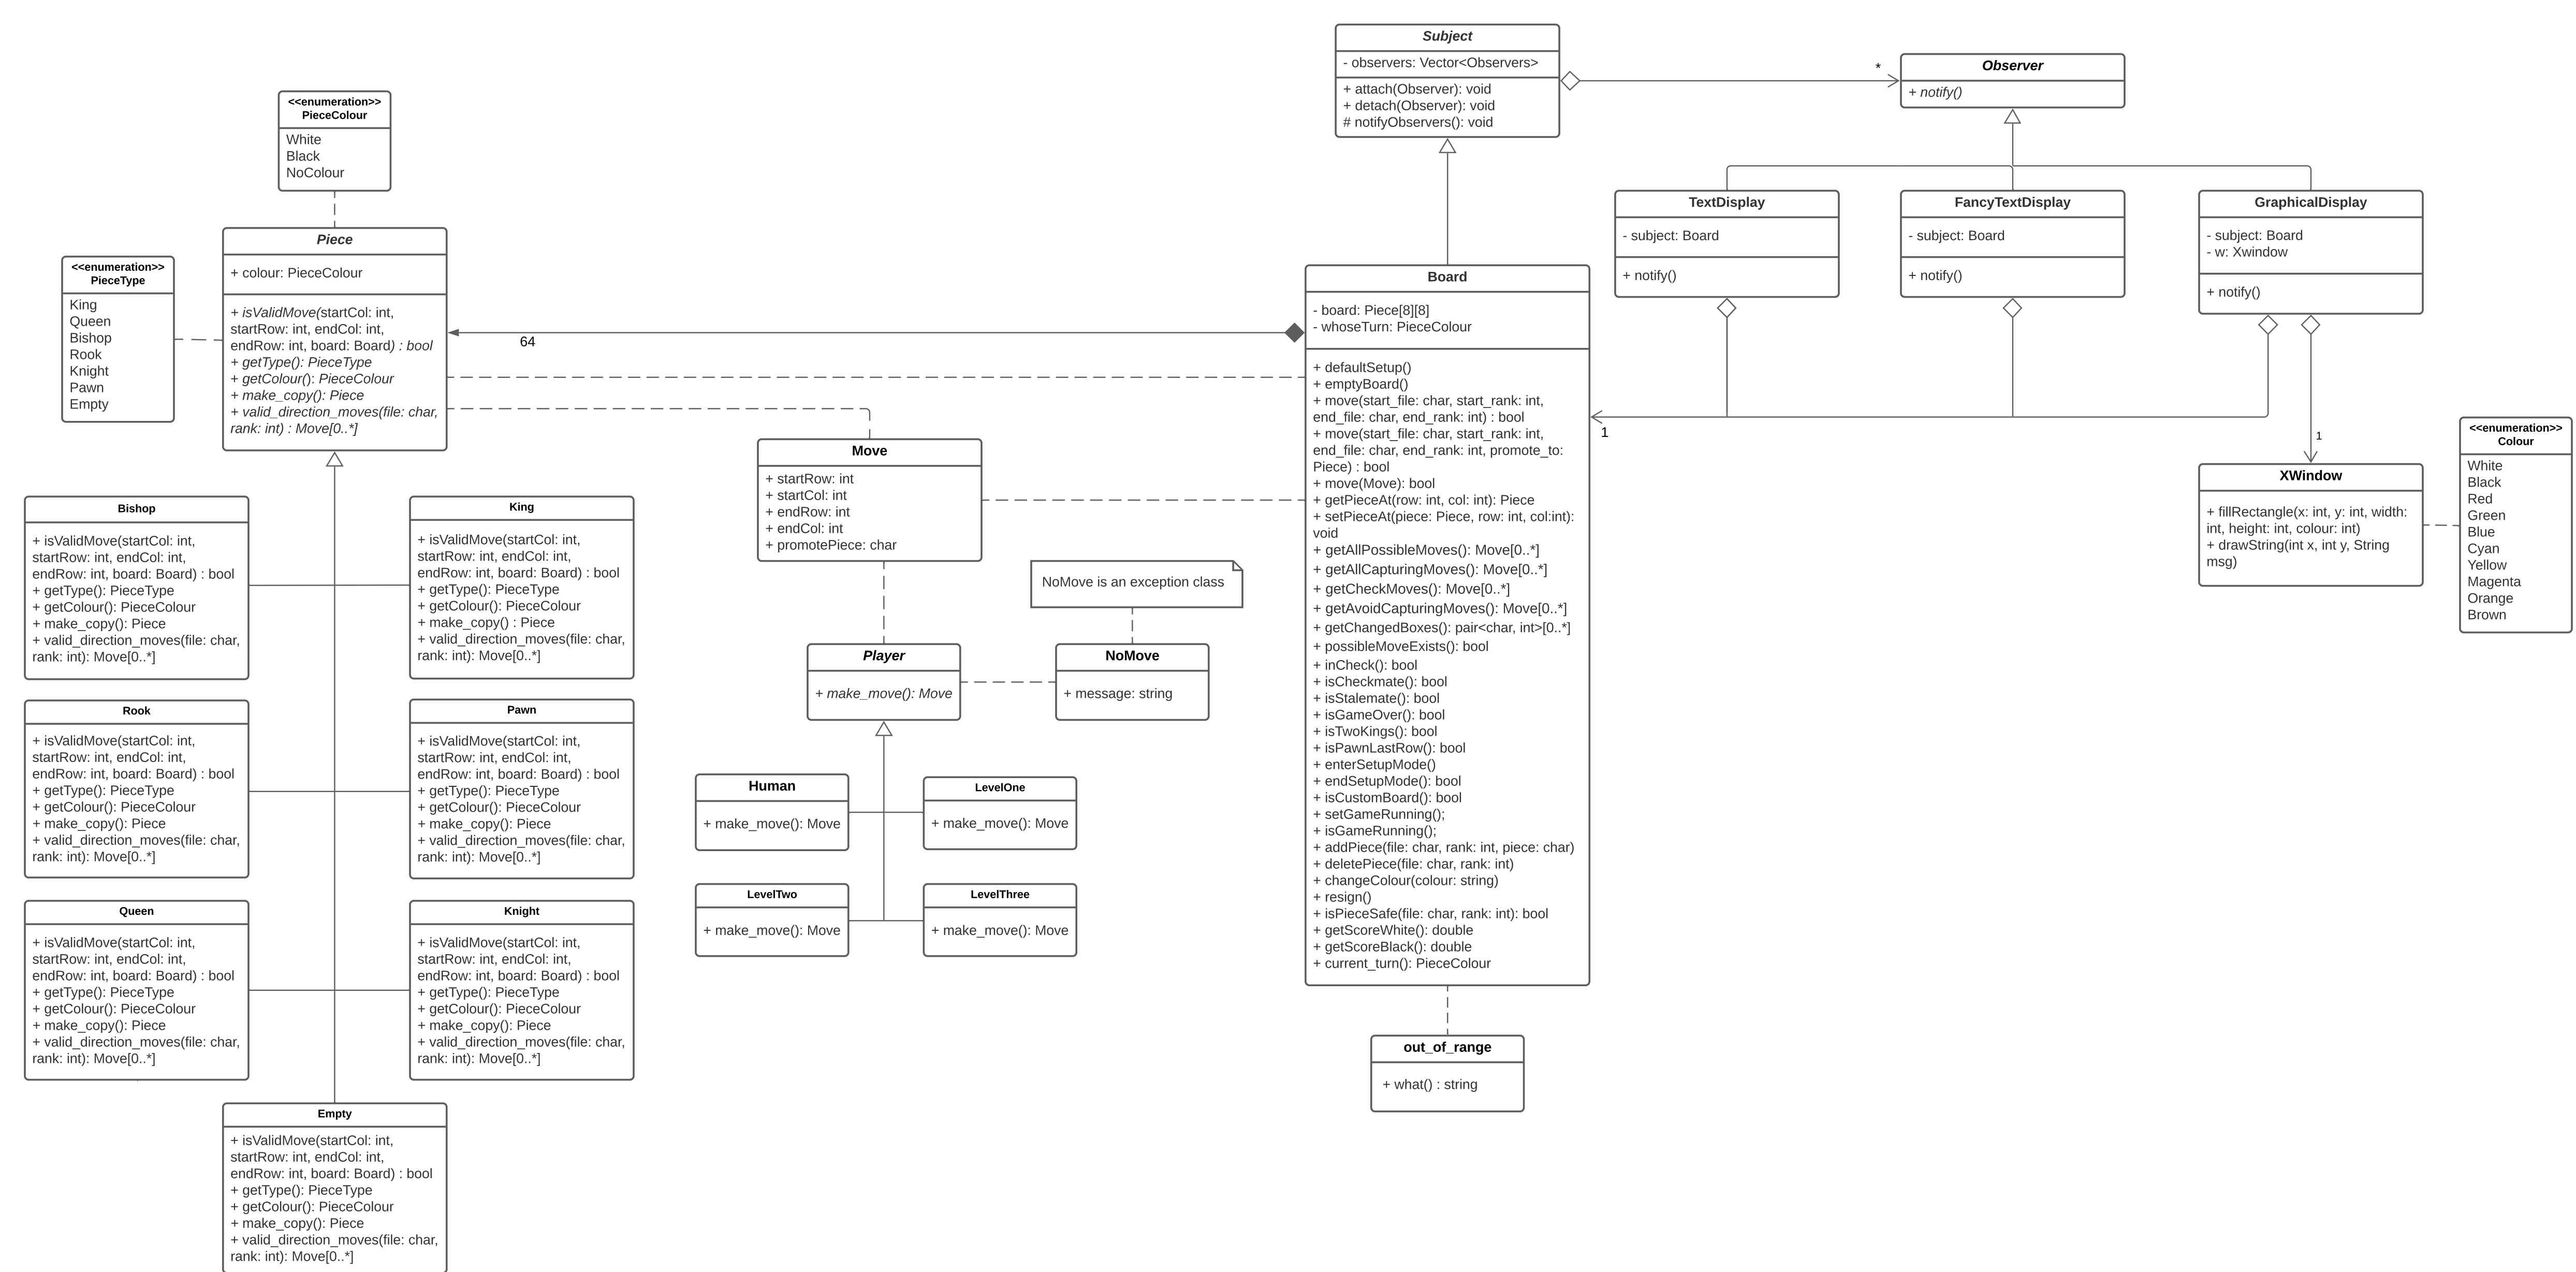 Subject
- observers: Vector<Observers>
+ attach(Observer): void
+ detach(Observer): void
# notifyObservers(): void
*
Observer
+ notify()
<<enumeration>>
PieceColour
White
Black
NoColour
<<enumeration>>
PieceType
King
Queen
Bishop
Rook
Knight
Pawn
Empty
Piece
+ colour: PieceColour
+ isValidMove(startCol: int,
startRow: int, endCol: int,
endRow: int, board: Board) : bool
+ getType(): PieceType
+ getColour(): PieceColour
+ make_copy(): Piece
+ valid_direction_moves(file: char,
rank: int) : Move[0..*]
64
TextDisplay
- subject: Board
+ notify()
FancyTextDisplay
- subject: Board
+ notify()
GraphicalDisplay
- subject: Board
- w: Xwindow
+ notify()
Board
- board: Piece[8][8]
- whoseTurn: PieceColour
+ defaultSetup()
+ emptyBoard()
+ move(start_file: char, start_rank: int,
end_file: char, end_rank: int) : bool
+ move(start_file: char, start_rank: int,
end_file: char, end_rank: int, promote_to:
Piece) : bool
+ move(Move): bool
+ getPieceAt(row: int, col: int): Piece
+ setPieceAt(piece: Piece, row: int, col:int):
void
+ getAllPossibleMoves(): Move[0..*]
+ getAllCapturingMoves(): Move[0..*]
+ getCheckMoves(): Move[0..*]
+ getAvoidCapturingMoves(): Move[0..*]
+ getChangedBoxes(): pair<char, int>[0..*]
+ possibleMoveExists(): bool
+ inCheck(): bool
+ isCheckmate(): bool
+ isStalemate(): bool
+ isGameOver(): bool
+ isTwoKings(): bool
+ isPawnLastRow(): bool
+ enterSetupMode()
+ endSetupMode(): bool
+ isCustomBoard(): bool
+ setGameRunning();
+ isGameRunning();
+ addPiece(file: char, rank: int, piece: char)
+ deletePiece(file: char, rank: int)
+ changeColour(colour: string)
+ resign()
+ isPieceSafe(file: char, rank: int): bool
+ getScoreWhite(): double
+ getScoreBlack(): double
+ current_turn(): PieceColour
1
1
XWindow
+ fillRectangle(x: int, y: int, width:
int, height: int, colour: int)
+ drawString(int x, int y, String
msg)
<<enumeration>>
Colour
White
Black
Red
Green
Blue
Cyan
Yellow
Magenta
Orange
Brown
Move
+ startRow: int
+ startCol: int
+ endRow: int
+ endCol: int
+ promotePiece: char
NoMove is an exception class
Player
+ make_move(): Move
NoMove
+ message: string
Human
+ make_move(): Move
LevelOne
+ make_move(): Move
LevelTwo
+ make_move(): Move
LevelThree
+ make_move(): Move
Bishop
+ isValidMove(startCol: int,
startRow: int, endCol: int,
endRow: int, board: Board) : bool
+ getType(): PieceType
+ getColour(): PieceColour
+ make_copy(): Piece
+ valid_direction_moves(file: char,
rank: int): Move[0..*]
King
+ isValidMove(startCol: int,
startRow: int, endCol: int,
endRow: int, board: Board) : bool
+ getType(): PieceType
+ getColour(): PieceColour
+ make_copy() : Piece
+ valid_direction_moves(file: char,
rank: int): Move[0..*]
Rook
+ isValidMove(startCol: int,
startRow: int, endCol: int,
endRow: int, board: Board) : bool
+ getType(): PieceType
+ getColour(): PieceColour
+ make_copy(): Piece
+ valid_direction_moves(file: char,
rank: int): Move[0..*]
Pawn
+ isValidMove(startCol: int,
startRow: int, endCol: int,
endRow: int, board: Board) : bool
+ getType(): PieceType
+ getColour(): PieceColour
+ make_copy(): Piece
+ valid_direction_moves(file: char,
rank: int): Move[0..*]
Queen
+ isValidMove(startCol: int,
startRow: int, endCol: int,
endRow: int, board: Board) : bool
+ getType(): PieceType
+ getColour(): PieceColour
+ make_copy(): Piece
+ valid_direction_moves(file: char,
rank: int): Move[0..*]
Knight
+ isValidMove(startCol: int,
startRow: int, endCol: int,
endRow: int, board: Board) : bool
+ getType(): PieceType
+ getColour(): PieceColour
+ make_copy(): Piece
+ valid_direction_moves(file: char,
rank: int): Move[0..*]
Empty
+ isValidMove(startCol: int,
startRow: int, endCol: int,
endRow: int, board: Board) : bool
+ getType(): PieceType
+ getColour(): PieceColour
+ make_copy(): Piece
+ valid_direction_moves(file: char,
rank: int): Move[0..*]
out_of_range
+ what() : string